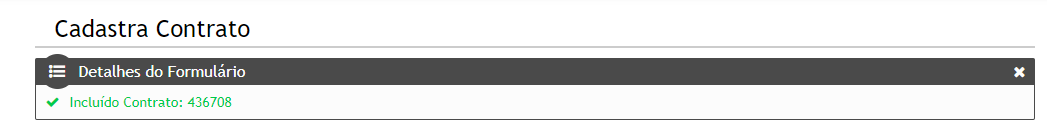 Cadastra Contrato
Detalhes do Formulário
Incluído Contrato: 436708